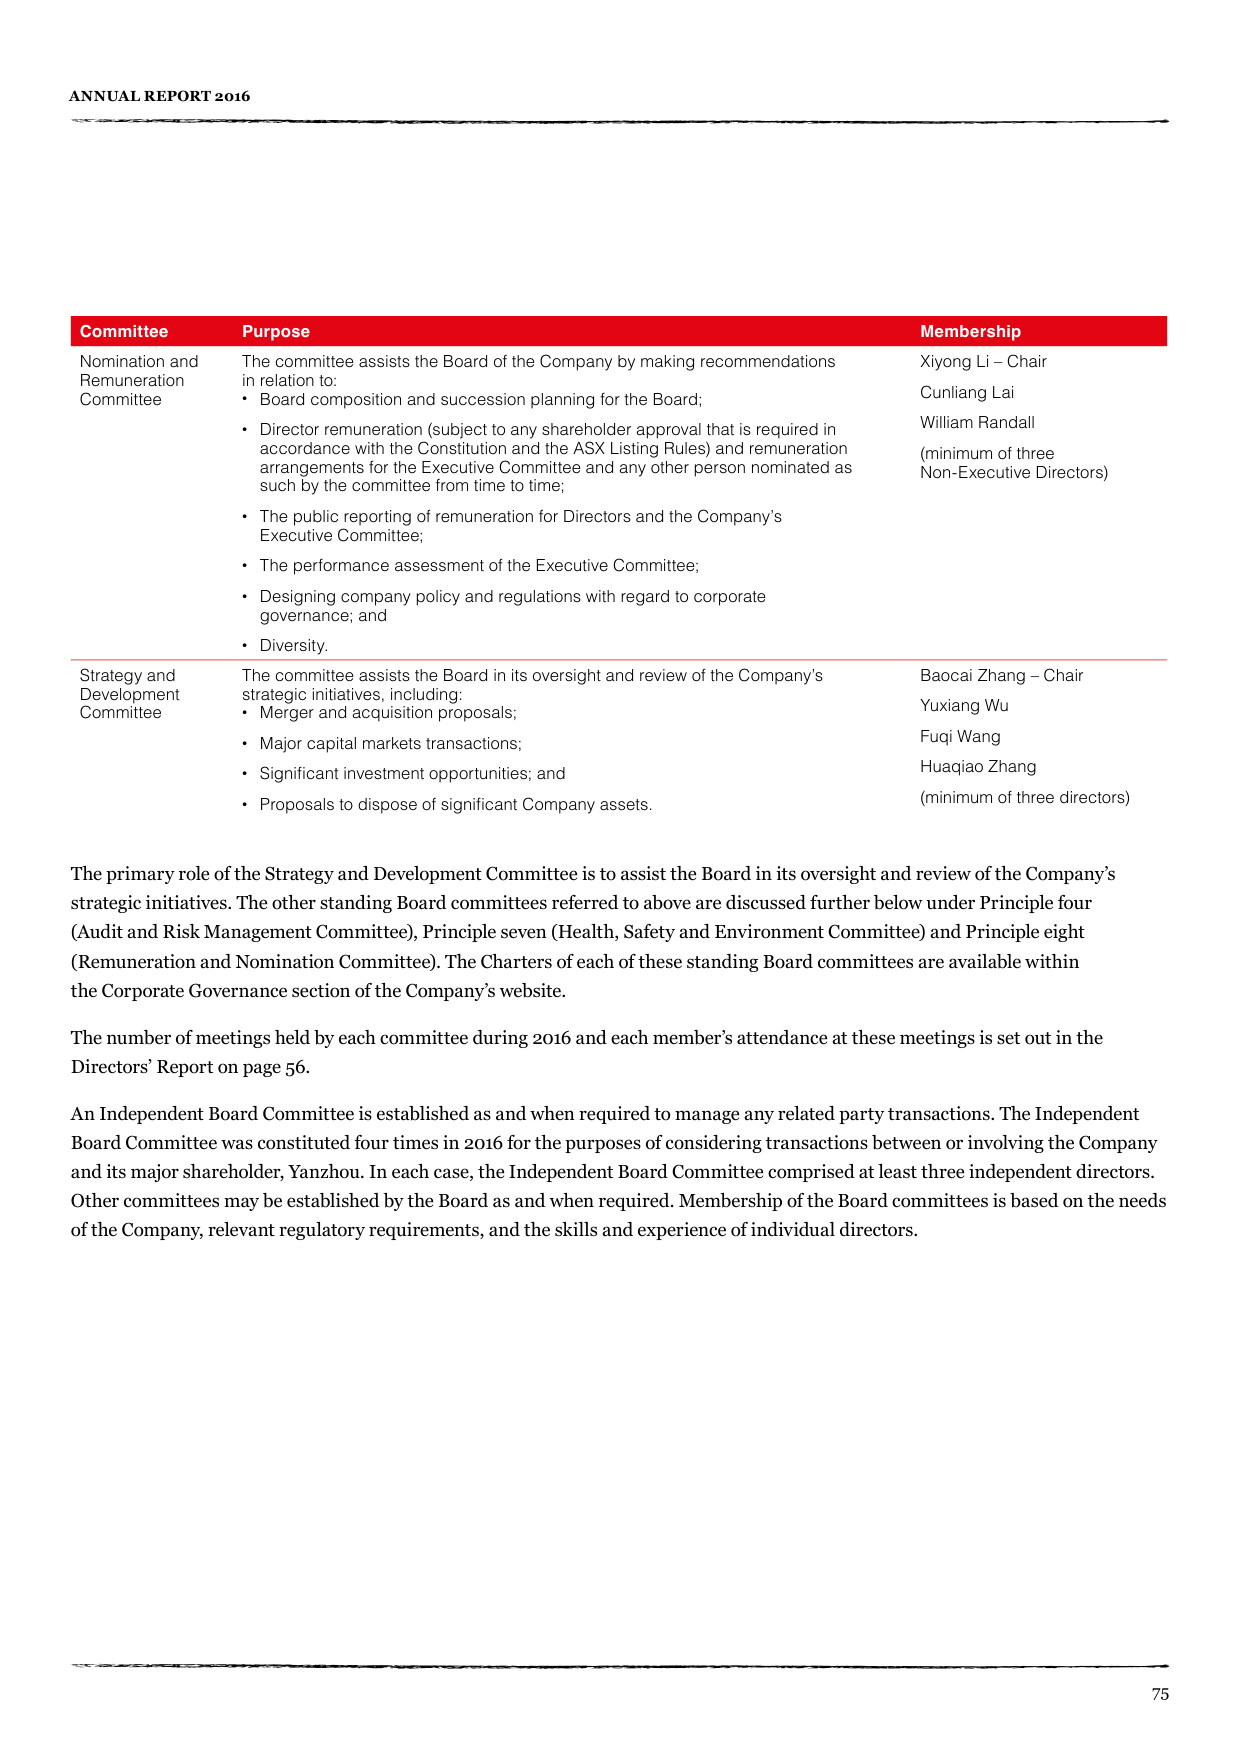 ANNUAL REPORT 2016
Committee Purpose Membership
Nomination and
Remuneration
Committee
The committee assists the Board of the Company by making recommendations
in relation to:
• Board composition and succession planning for the Board;
• Director remuneration (subject to any shareholder approval that is required in
accordance with the Constitution and the ASX Listing Rules) and remuneration
arrangements for the Executive Committee and any other person nominated as
such by the committee from time to time;
• The public reporting of remuneration for Directors and the Company’s
Executive Committee;
• The performance assessment of the Executive Committee;
• Designing company policy and regulations with regard to corporate
governance; and
• Diversity.
Xiyong Li – Chair
Cunliang Lai
William Randall
(minimum of three
Non-Executive Directors)
Strategy and
Development
Committee
The committee assists the Board in its oversight and review of the Company’s
strategic initiatives, including:
• Merger and acquisition proposals;
• Major capital markets transactions;
• Significant investment opportunities; and
• Proposals to dispose of significant Company assets.
Baocai Zhang – Chair
Yuxiang Wu
Fuqi Wang
Huaqiao Zhang
(minimum of three directors)
The primary role of the Strategy and Development Committee is to assist the Board in its oversight and review of the Company’s
strategic initiatives. The other standing Board committees referred to above are discussed further below under Principle four
(Audit and Risk Management Committee), Principle seven (Health, Safety and Environment Committee) and Principle eight
(Remuneration and Nomination Committee). The Charters of each of these standing Board committees are available within
the Corporate Governance section of the Company’s website.
The number of meetings held by each committee during 2016 and each member’s attendance at these meetings is set out in the
Directors’ Report on page 56.
An Independent Board Committee is established as and when required to manage any related party transactions. The Independent
Board Committee was constituted four times in 2016 for the purposes of considering transactions between or involving the Company
and its major shareholder, Yanzhou. In each case, the Independent Board Committee comprised at least three independent directors.
Other committees may be established by the Board as and when required. Membership of the Board committees is based on the needs
of the Company, relevant regulatory requirements, and the skills and experience of individual directors.
75